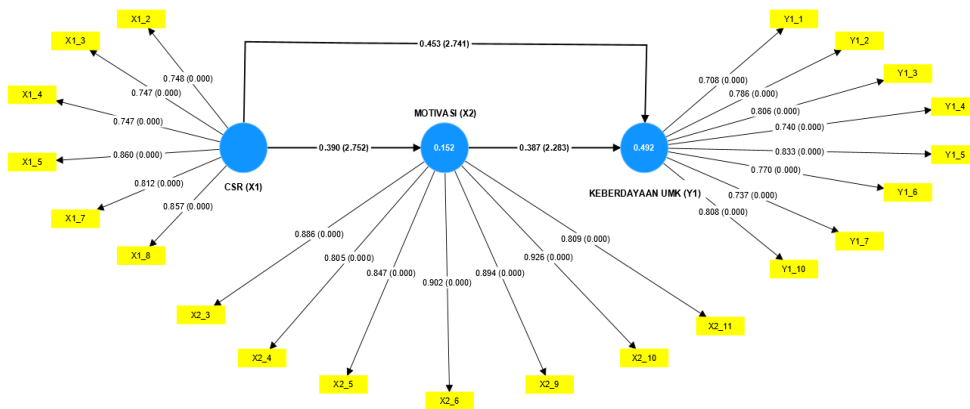 X1_2
X1_3
X1_4
X1_5
X1_7
X1_8
0.748 (0.000)
0.747 (0.000)
0.747 (0.000)
0.860 (0.000)
0.812 (0.000)
0.857 (0.000)
CSR (X1)
0.453 (2.741)
0.390 (2.752)
MOTIVASI (X2)
0.152
0.387 (2.283)
0.492
KEBERDAYAAN UMK (Y1)
0.708 (0.000)
0.786 (0.000)
0.806 (0.000)
0.740 (0.000)
0.833 (0.000)
0.770 (0.000)
0.737 (0.000)
0.808 (0.000)
Y1_1
Y1_2
Y1_3
Y1_4
Y1_5
Y1_6
Y1_7
Y1_10
0.886 (0.000)
0.805 (0.000)
0.847 (0.000)
0.902 (0.000)
0.894 (0.000)
0.926 (0.000)
0.809 (0.000)
X2_3
X2_4
X2_5
X2_6
X2_9
X2_10
X2_11